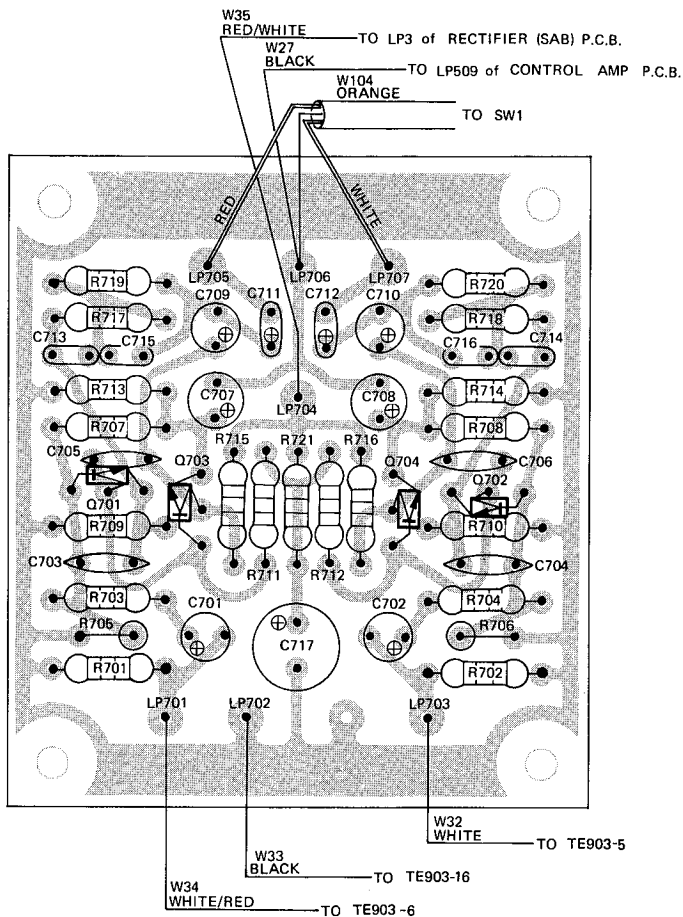 W35
RED/WHITE
TO LP3 of RECTIFIER (SAB) P.C.B.
W27
BLACK
TO LP509 of CONTROL AMP P.C.B.
W104
ORANGE
TO SW1
RED
WHITE
LP705
LP706
LP707
R719
C709
C711
C712
C710
R720
R717
R718
C713
C715
C716
C714
R713
C707
C708
R714
LP704
R707
R708
C705
R715
R721
R716
C706
Q703
Q704
Q702
Q701
R709
R710
C703
R711
R712
C704
R703
C701
C702
R704
R705
R706
C717
R701
R702
LP701
LP702
LP703
W32
WHITE
TO TE903-5
W33
BLACK
TO TE903-16
W34
WHITE/RED
TO TE903-6